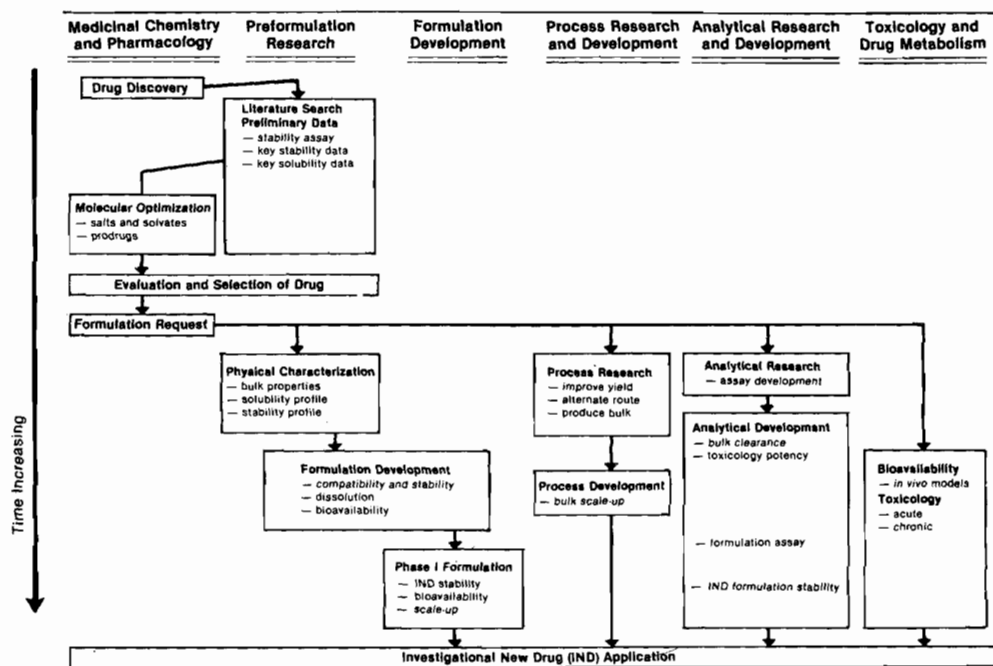 Medicinal Chemistry
and Pharmacology
Preformulation
Research
Formulation
Development
Process Research
and Development
Analytical Research
and Development
Toxicology and
Drug Metabolism
Time Increasing
Drug Discovery
Literature Search
Preliminary Data
— stability assay
— key stability data
— key solubility data
Molecular Optimization
— salts and solvates
— prodrugs
Evaluation and Selection of Drug
Formulation Request
Physical Characterization
— bulk properties
— solubility profile
— stability profile
Formulation Development
— compatibility and stability
— dissolution
— bioavailability
Phase I Formulation
— IND stability
— bioavailability
— scale-up
Process Research
— improve yield
— alternate route
— produce bulk
Process Development
— bulk scale-up
Analytical Research
— assay development
Analytical Development
— bulk clearance
— toxicology potency
— formulation assay
— IND formulation stability
Bioavailability
— in vivo models
Toxicology
— acute
— chronic
Investigational New Drug (IND) Application